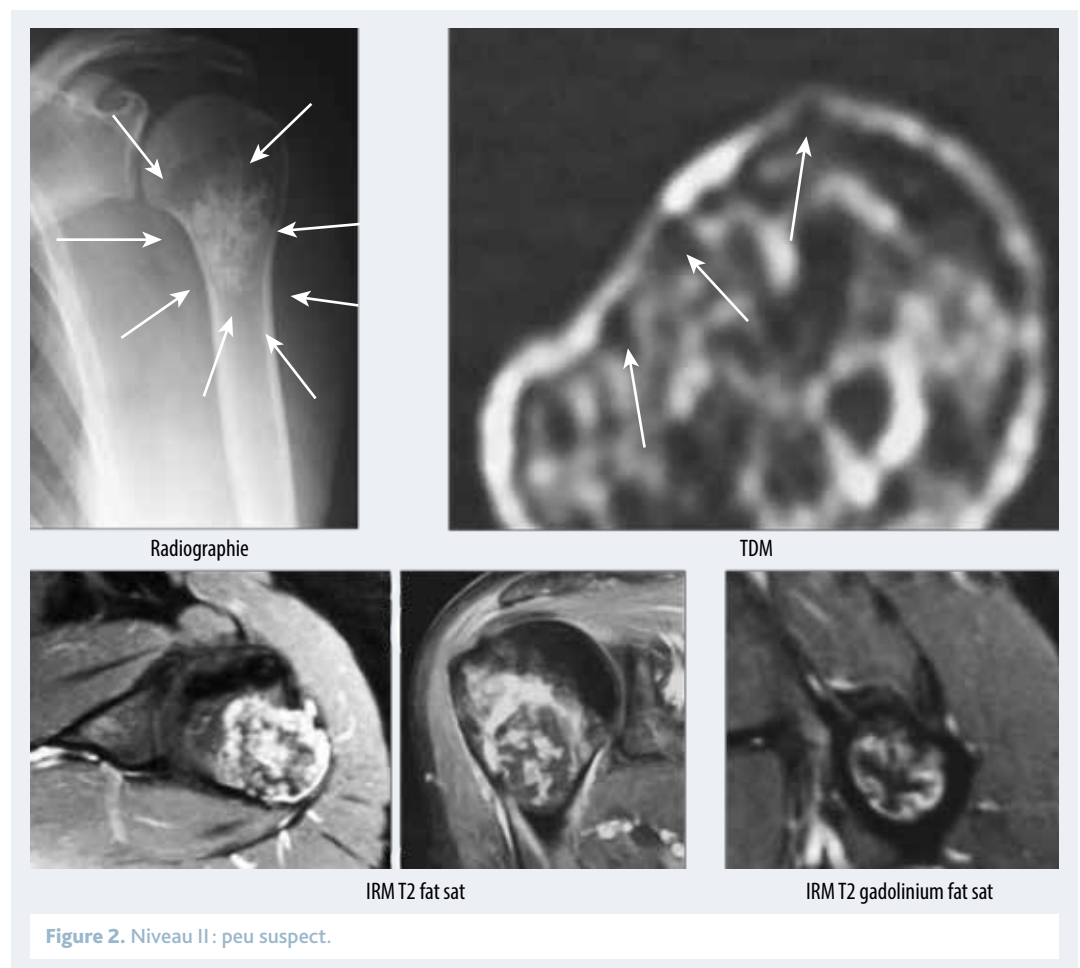 Radiographie
TDM
IRM T2 fat sat
IRM T2 gadolinium fat sat
Figure 2. Niveau II : peu suspect.